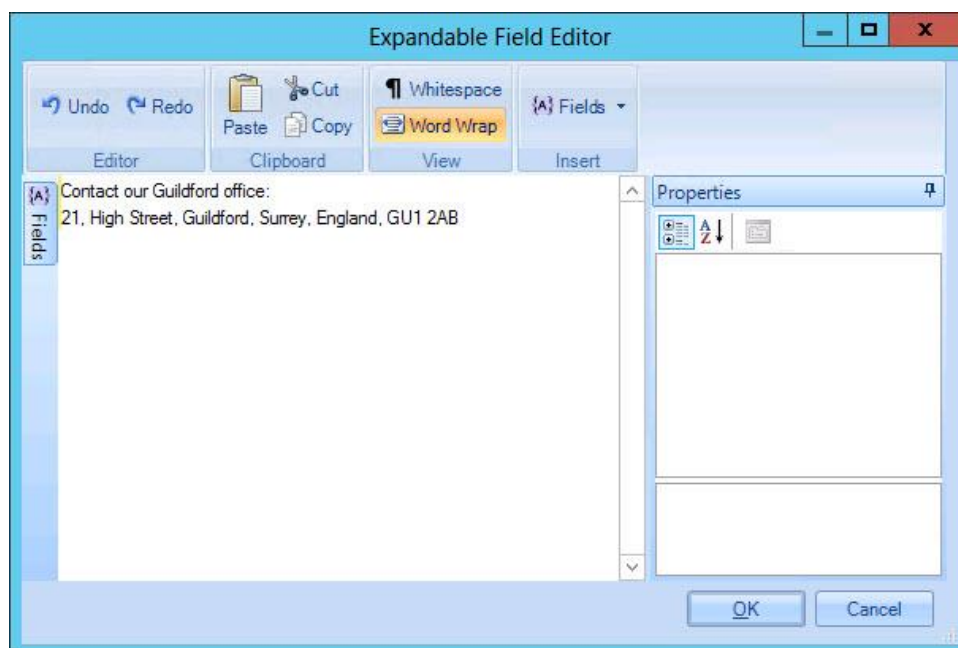 Expandable Field Editor
Undo Redo
Paste
Cut
Copy
Whitespace
Word Wrap
{A} Fields
Editor Clipboard View Insert
{A} Fields
Contact our Guildford office:
21, High Street, Guildford, Surrey, England, GU1 2AB
Properties
A
Z
OK Cancel